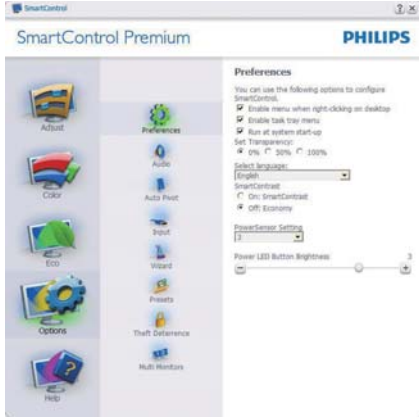 SmartControl
SmartControl Premium
PHILIPS
Adjust
Color
Eco
Options
Help
Preferences
Audio
Auto Pivot
Input
Wizard
Presets
Theft Deterrence
Multi Monitors
Preferences
You can use the following options to configure
SmartControl.
Enable menu when right-clicking on desktop
Enable task tray menu
Run at system start-up
Set Transparency:
0% 50% 100%
Select language:
English
SmartContrast
On: SmartContrast
Off: Economy
PowerSensor Setting
3
Power LED Button Brightness 3